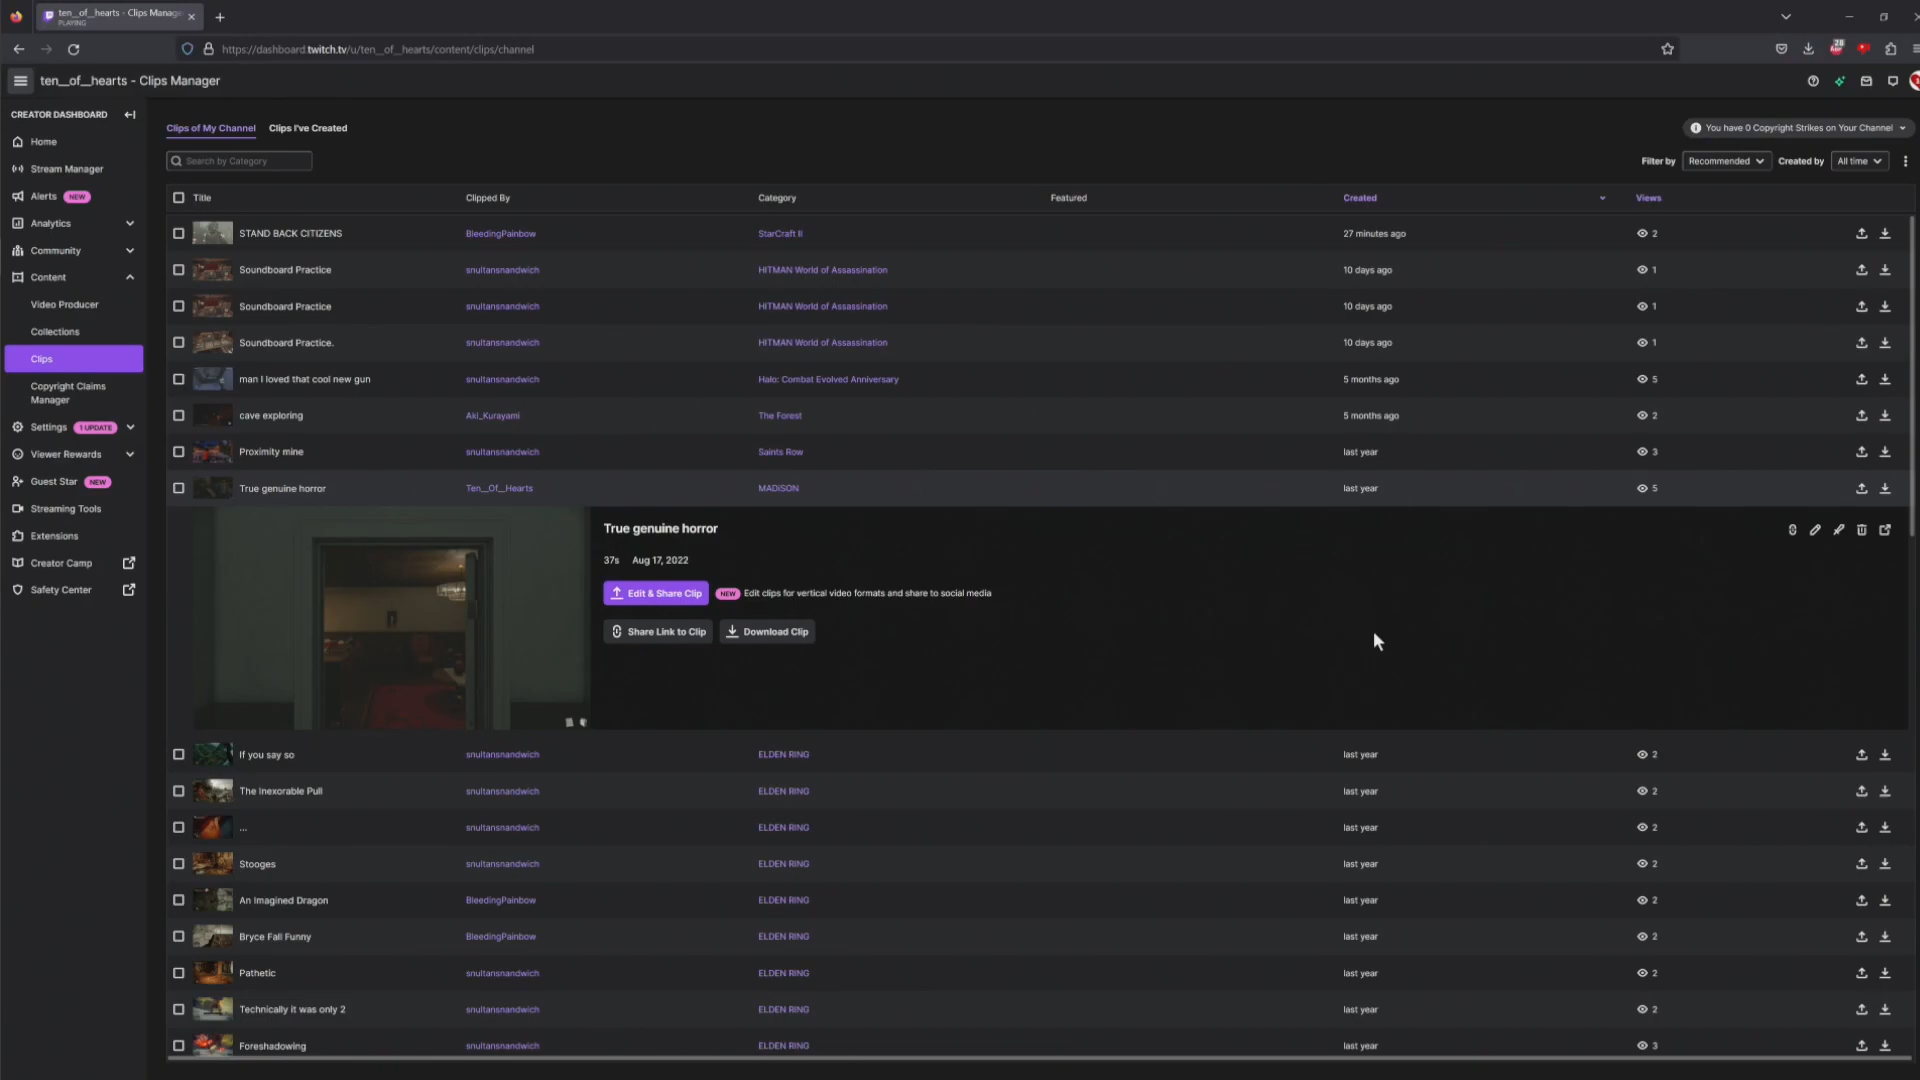 ten__of__hearts - Clips Manage
PLAYING
https://dashboard.twitch.tv/u/ten__of__hearts/content/clips/channel
28
ten__of__hearts - Clips Manager
CREATOR DASHBOARD
Home
Stream Manager
Alerts NEW
Analytics
Community
Content
Video Producer
Collections
Clips
Copyright Claims
Manager
Settings 1 UPDATE
Viewer Rewards
Guest Star NEW
Streaming Tools
Extensions
Creator Camp
Safety Center
Clips of My Channel Clips I've Created
You have 0 Copyright Strikes on Your Channel
Search by Category
Filter by Recommended Created by All time
Title Clipped By Category Featured Created Views
STAND BACK CITIZENS BleedingPainbow StarCraft II 27 minutes ago 2
Soundboard Practice snultansnandwich HITMAN World of Assassination 10 days ago 1
Soundboard Practice snultansnandwich HITMAN World of Assassination 10 days ago 1
Soundboard Practice. snultansnandwich HITMAN World of Assassination 10 days ago 1
man I loved that cool new gun snultansnandwich Halo: Combat Evolved Anniversary 5 months ago 5
cave exploring Aki_Kurayami The Forest 5 months ago 2
Proximity mine snultansnandwich Saints Row last year 3
True genuine horror Ten__Of__Hearts MADiSON last year 5
True genuine horror
37s Aug 17, 2022
Edit & Share Clip NEW Edit clips for vertical video formats and share to social media
Share Link to Clip Download Clip
If you say so snultansnandwich ELDEN RING last year 2
The Inexorable Pull snultansnandwich ELDEN RING last year 2
... snultansnandwich ELDEN RING last year 2
Stooges snultansnandwich ELDEN RING last year 2
An Imagined Dragon BleedingPainbow ELDEN RING last year 2
Bryce Fall Funny BleedingPainbow ELDEN RING last year 2
Pathetic snultansnandwich ELDEN RING last year 2
Technically it was only 2 snultansnandwich ELDEN RING last year 2
Foreshadowing snultansnandwich ELDEN RING last year 3